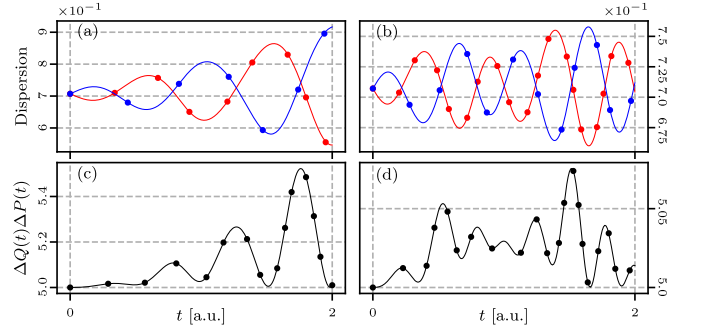 ×10⁻¹
×10⁻¹
(a)
(b)
Dispersion
9
8
7
6
7.5
7.25
7.0
6.75
(c)
(d)
ΔQ(t)ΔP(t)
5.4
5.2
5.0
5.05
5.0
0
2
0
2
t [a.u.]
t [a.u.]